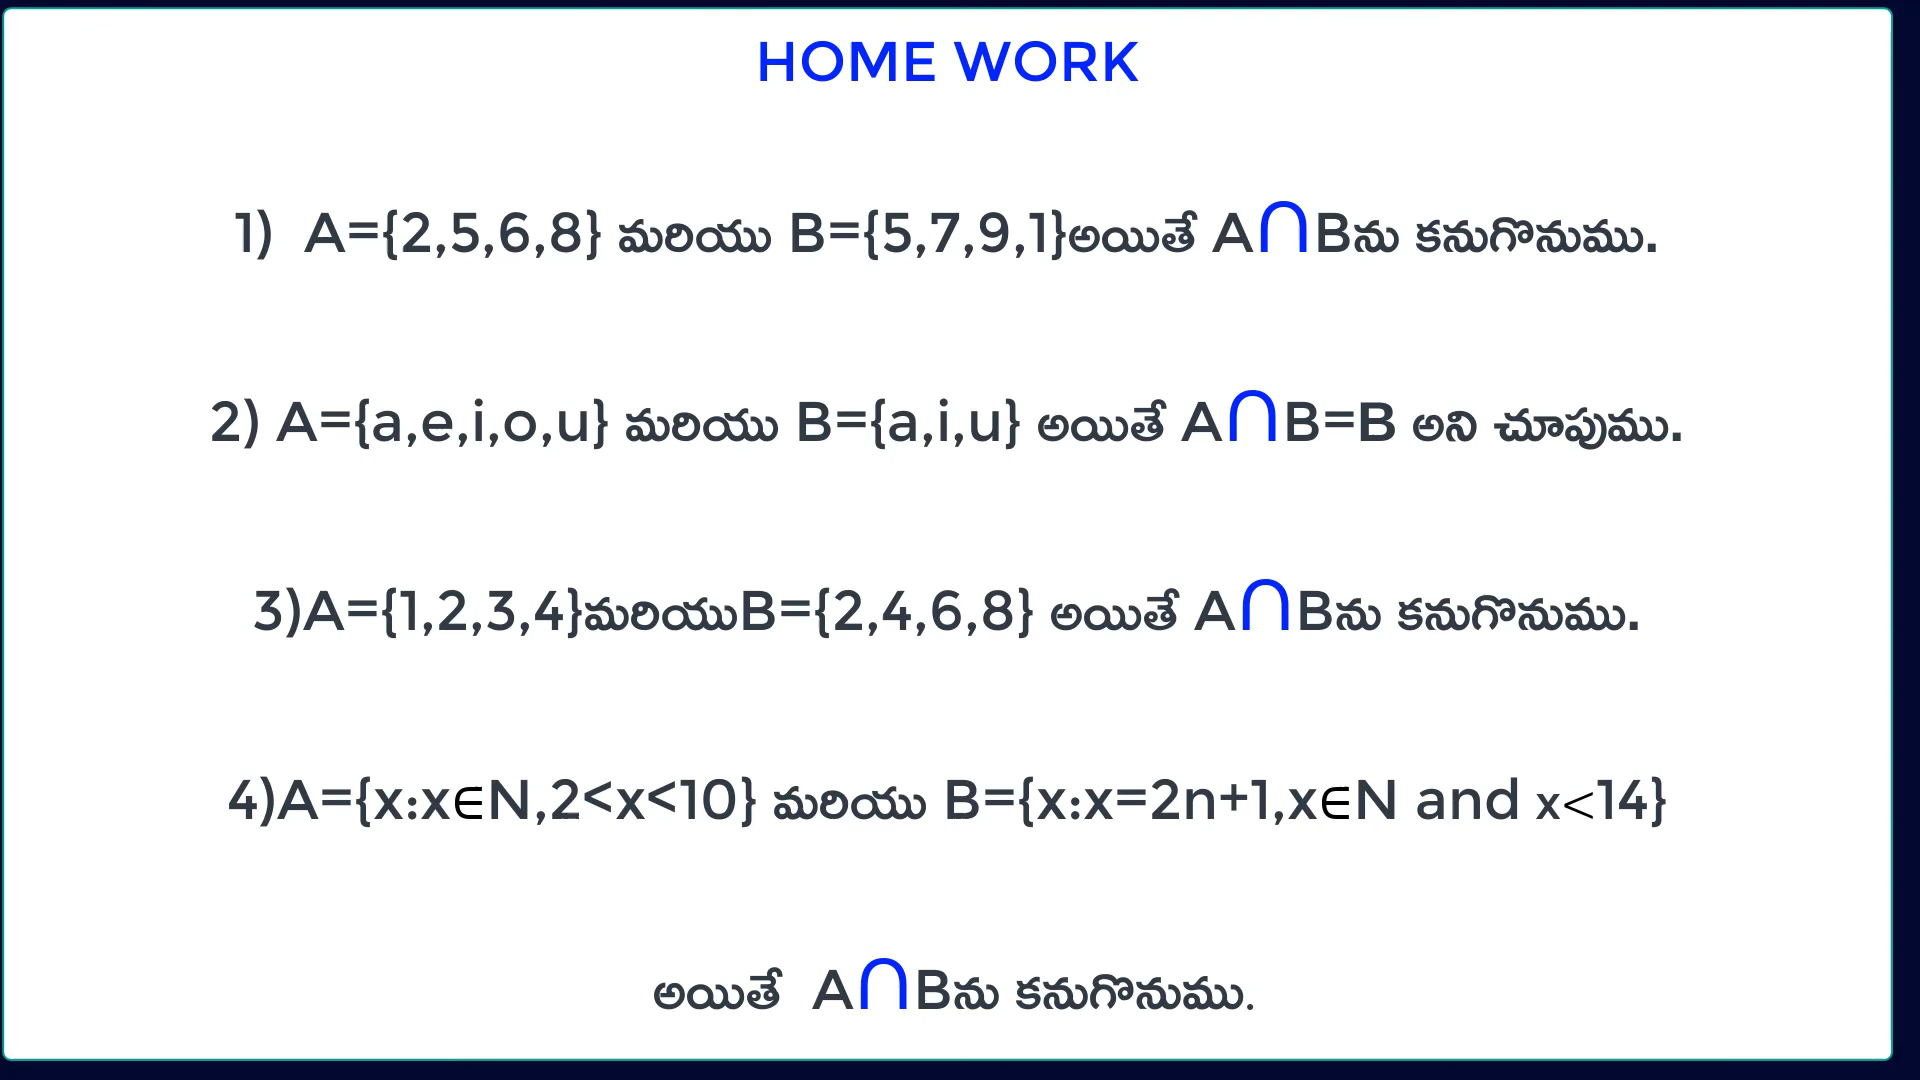 HOME WORK
1) A={2,5,6,8} మరియు B={5,7,9,1}అయితే A⋂Bను కనుగొనుము.
2) A={a,e,i,o,u} మరియు B={a,i,u} అయితే A⋂B=B అని చూపుము.
3)A={1,2,3,4}మరియుB={2,4,6,8} అయితే A⋂Bను కనుగొనుము.
4)A={x:x∈N,2<x<10} మరియు B={x:x=2n+1,x∈N and x<14}
అయితే A⋂Bను కనుగొనుము.